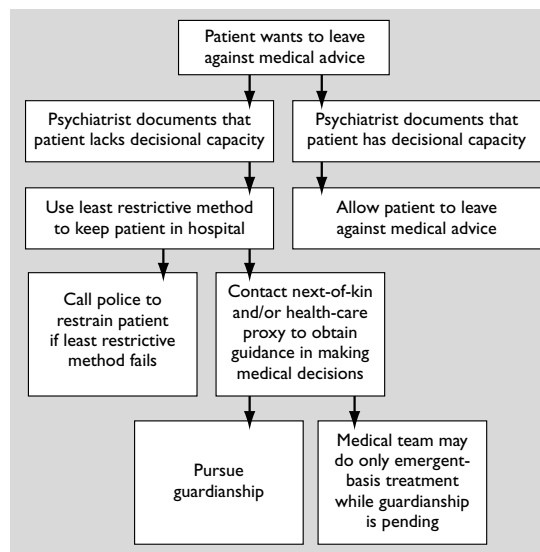 Patient wants to leave
against medical advice
Psychiatrist documents that
patient lacks decisional capacity
Psychiatrist documents that
patient has decisional capacity
Use least restrictive method
to keep patient in hospital
Allow patient to leave
against medical advice
Call police to
restrain patient
if least restrictive
method fails
Contact next-of-kin
and/or health-care
proxy to obtain
guidance in making
medical decisions
Pursue
guardianship
Medical team may
do only emergent-
basis treatment
while guardianship
is pending